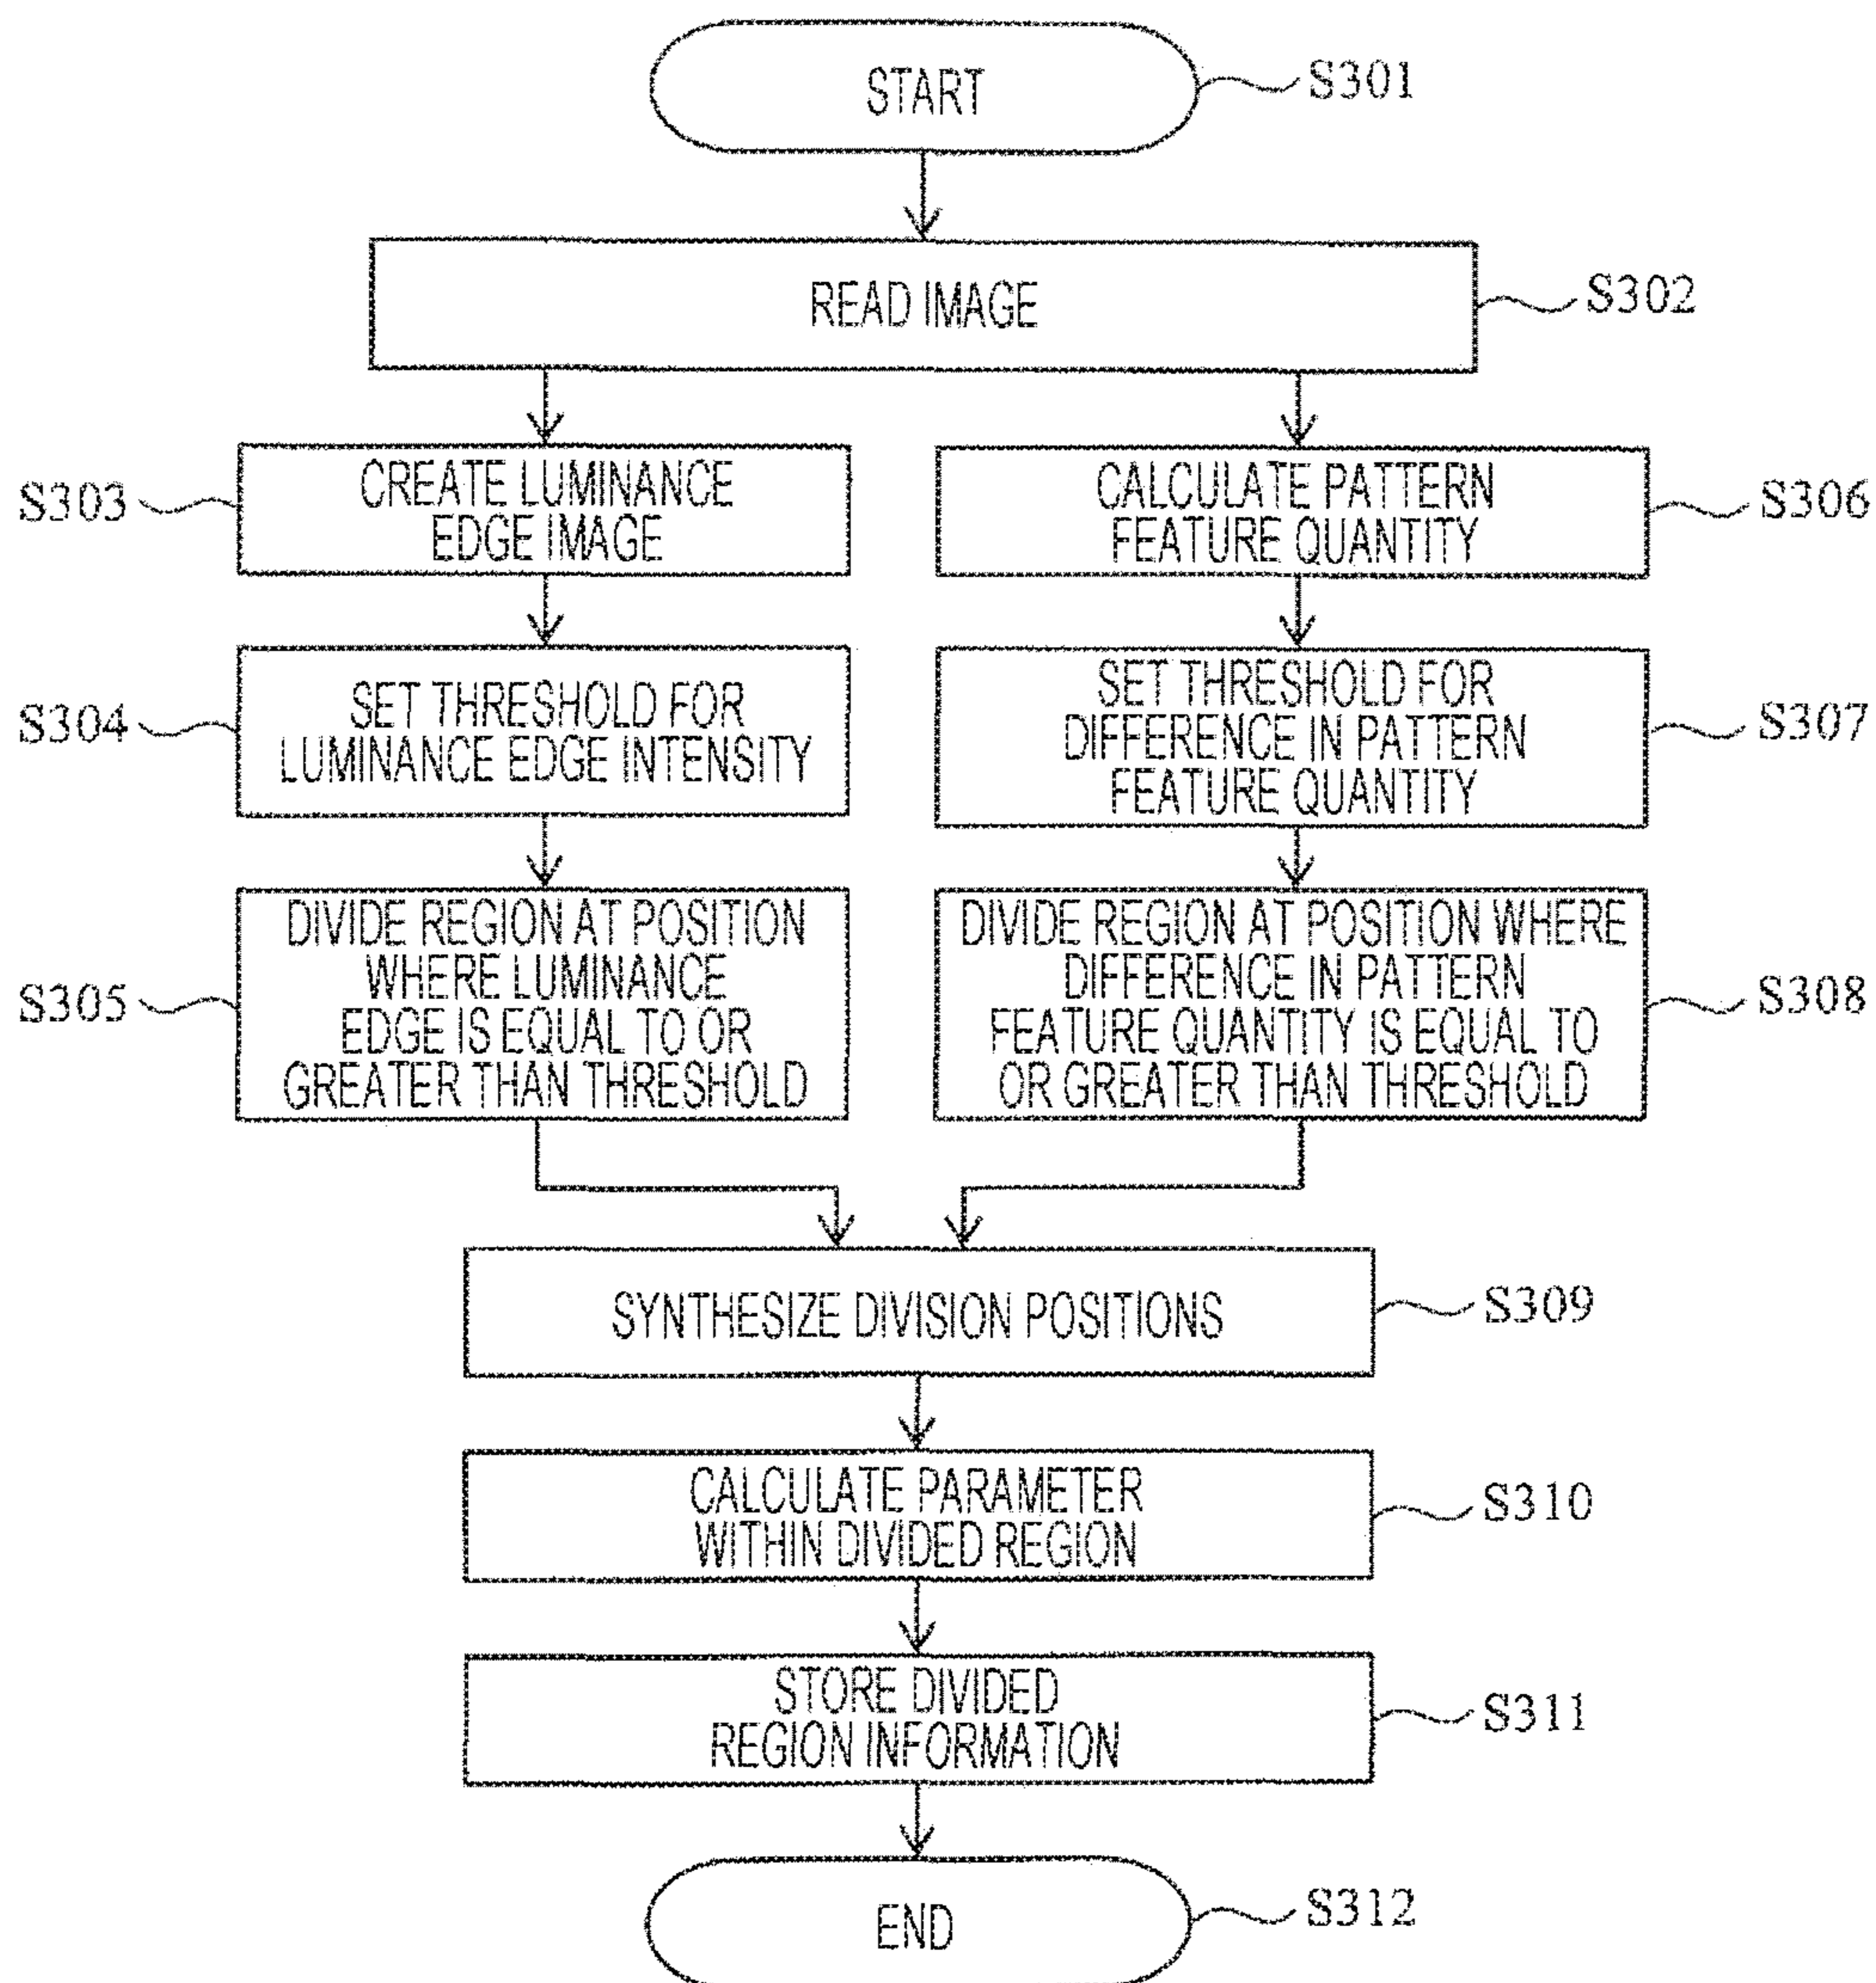 START
S301
READ IMAGE
S302
S303
CREATE LUMINANCE
EDGE IMAGE
CALCULATE PATTERN
FEATURE QUANTITY
S306
S304
SET THRESHOLD FOR
LUMINANCE EDGE INTENSITY
SET THRESHOLD FOR
DIFFERENCE IN PATTERN
FEATURE QUANTITY
S307
S305
DIVIDE REGION AT POSITION
WHERE LUMINANCE
EDGE IS EQUAL TO OR
GREATER THAN THRESHOLD
DIVIDE REGION AT POSITION WHERE
DIFFERENCE IN PATTERN
FEATURE QUANTITY IS EQUAL TO
OR GREATER THAN THRESHOLD
S308
SYNTHESIZE DIVISION POSITIONS
S309
CALCULATE PARAMETER
WITHIN DIVIDED REGION
S310
STORE DIVIDED
REGION INFORMATION
S311
END
S312